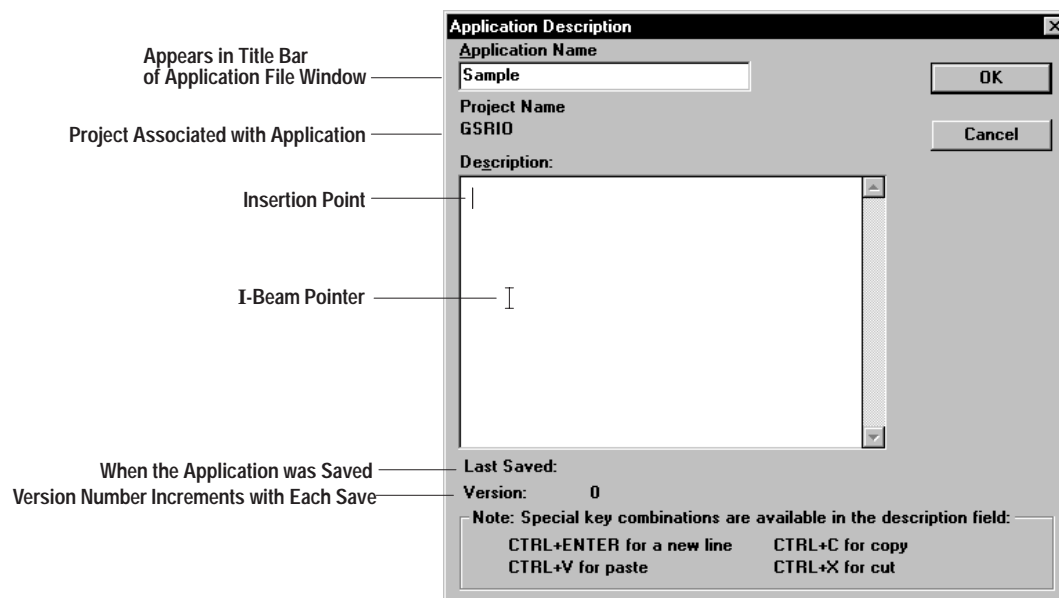 Application Description
Appears in Title Bar
of Application File Window
Application Name
Sample
OK
Project Name
Project Associated with Application
GSRIO
Cancel
Description:
Insertion Point
I-Beam Pointer
When the Application was Saved
Last Saved:
Version Number Increments with Each Save
Version: 0
Note: Special key combinations are available in the description field:
CTRL+ENTER for a new line CTRL+C for copy
CTRL+V for paste CTRL+X for cut